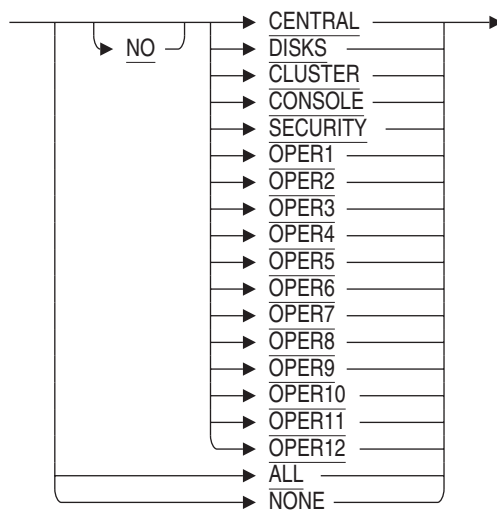 CENTRAL
NO
DISKS
CLUSTER
CONSOLE
SECURITY
OPER1
OPER2
OPER3
OPER4
OPER5
OPER6
OPER7
OPER8
OPER9
OPER10
OPER11
OPER12
ALL
NONE